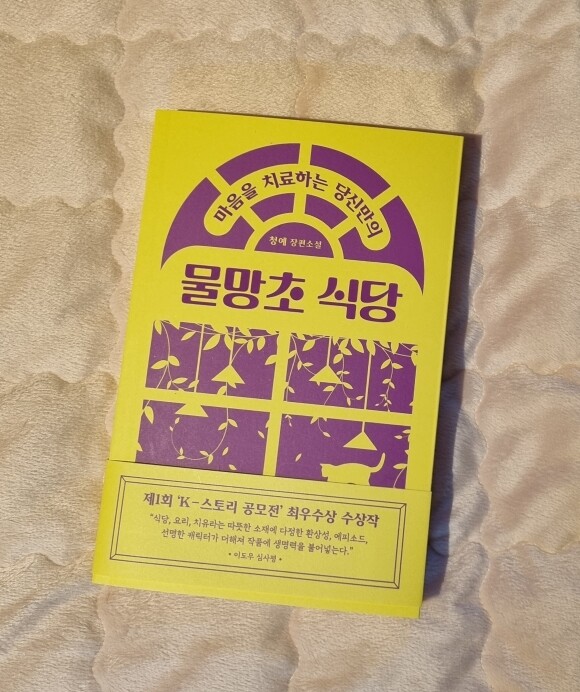 마음을 치료하는 당신만의
청예 장편소설
물망초 식당
제1회 'K-스토리 공모전' 최우수상 수상작
"식당, 요리, 치유라는 따뜻한 소재에 다정한 환상성, 에피소드,
선명한 캐릭터가 더해져 작품에 생명력을 불어넣는다."
• 이도우 심사평 •